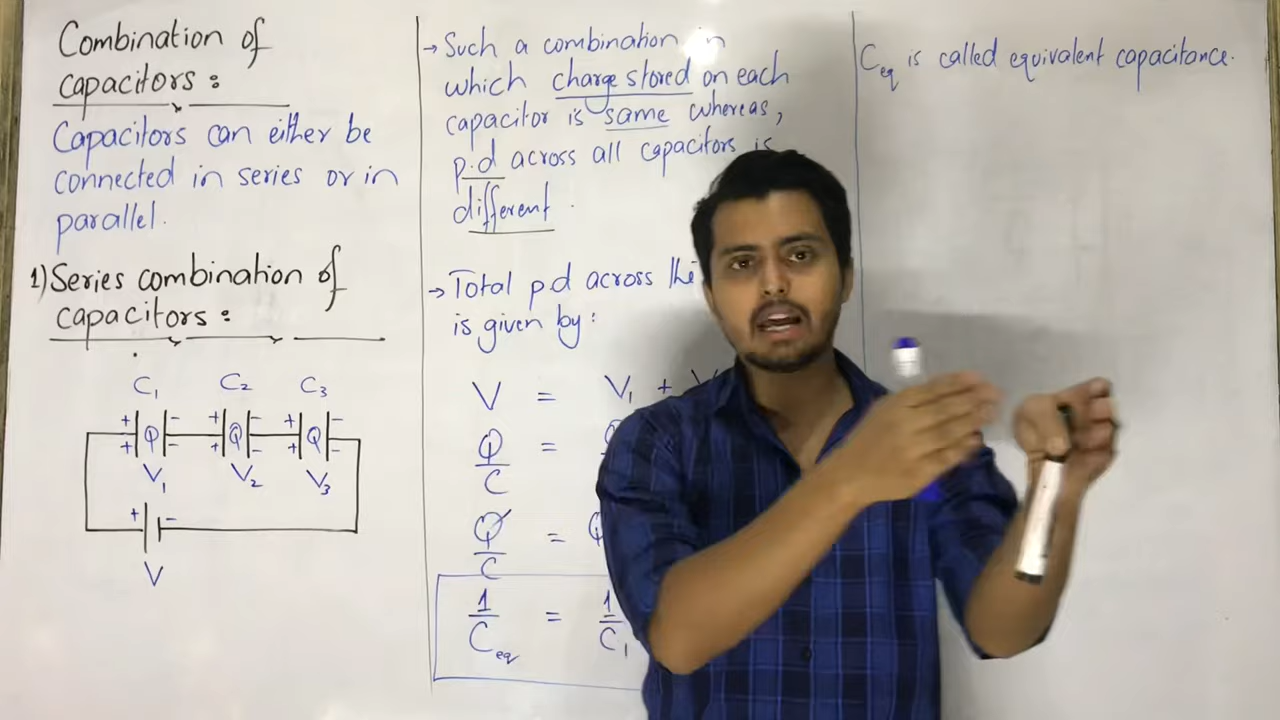 Combination of
capacitors :
Capacitors can either be
connected in series or in
parallel.
1) Series combination of
capacitors :
C₁ C₂ C₃
+ - + - + -
Q Q Q
+ - + - + -
V₁ V₂ V₃
+ -
V
→ Such a combination in
which charge stored on each
capacitor is same whereas,
p.d across all capacitors is
different .
→ Total p.d across the
is given by :
V = V₁ +
Q/C =
Q/C =
1/Ceq = 1/C₁
Ceq is called equivalent capacitance.